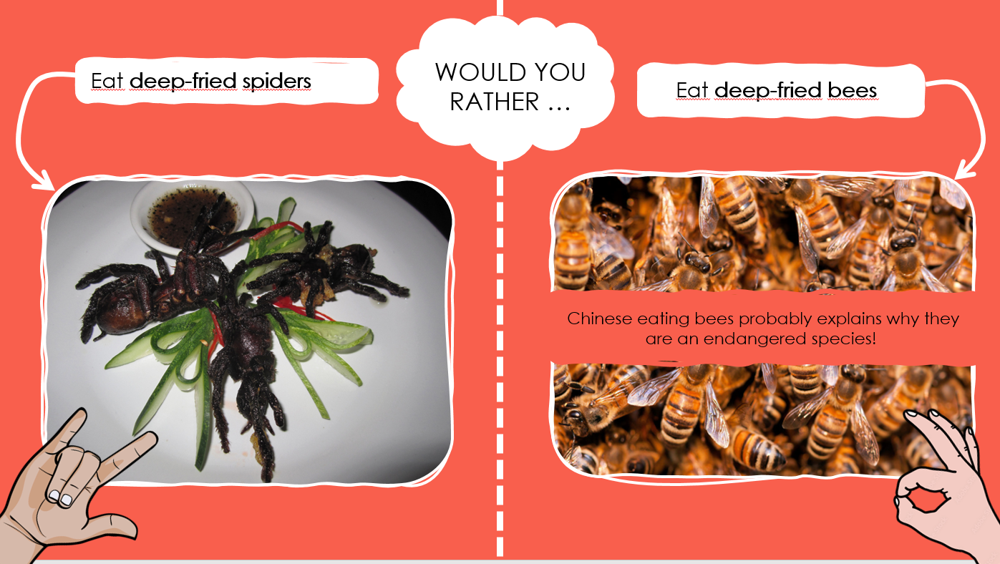 WOULD YOU
RATHER …
Eat deep-fried spiders
Eat deep-fried bees
Chinese eating bees probably explains why they
are an endangered species!